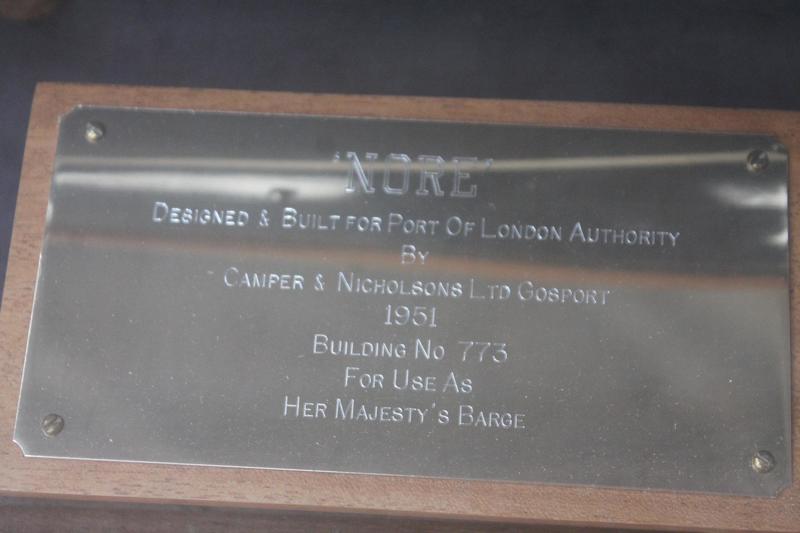 'NORE'
DESIGNED & BUILT FOR PORT OF LONDON AUTHORITY
BY
CAMPER & NICHOLSONS LTD GOSPORT
1951
BUILDING NO 773
FOR USE AS
HER MAJESTY'S BARGE